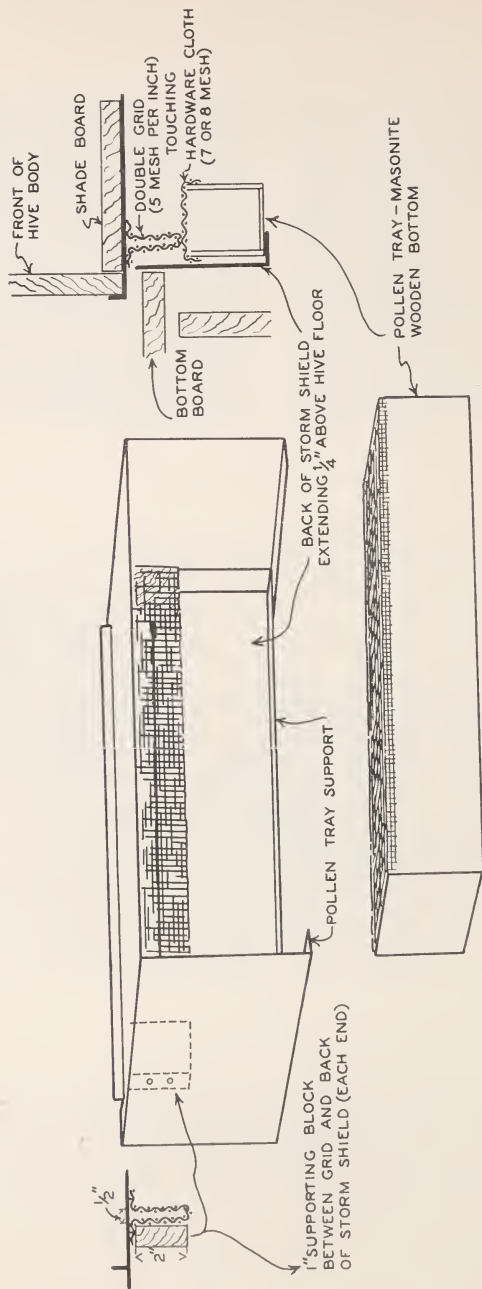 FRONT OF
HIVE BODY
SHADE BOARD
DOUBLE GRID
(5 MESH PER INCH)
TOUCHING
HARDWARE CLOTH
(7 OR 8 MESH)
BOTTOM
BOARD
BACK OF STORM SHIELD
EXTENDING 1/4" ABOVE HIVE FLOOR
POLLEN TRAY-MASONITE
WOODEN BOTTOM
POLLEN TRAY SUPPORT
1/2"
2"
1" SUPPORTING BLOCK
BETWEEN GRID AND BACK
OF STORM SHIELD (EACH END)